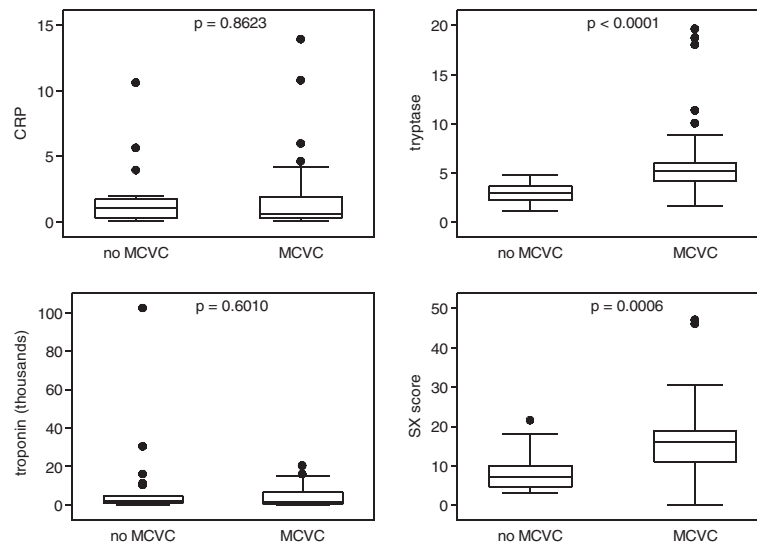 p = 0.8623
15
10
5
0
CRP
no MCVC
MCVC
p < 0.0001
20
15
10
5
0
tryptase
no MCVC
MCVC
p = 0.6010
100
80
60
40
20
0
troponin (thousands)
no MCVC
MCVC
p = 0.0006
50
40
30
20
10
0
SX score
no MCVC
MCVC